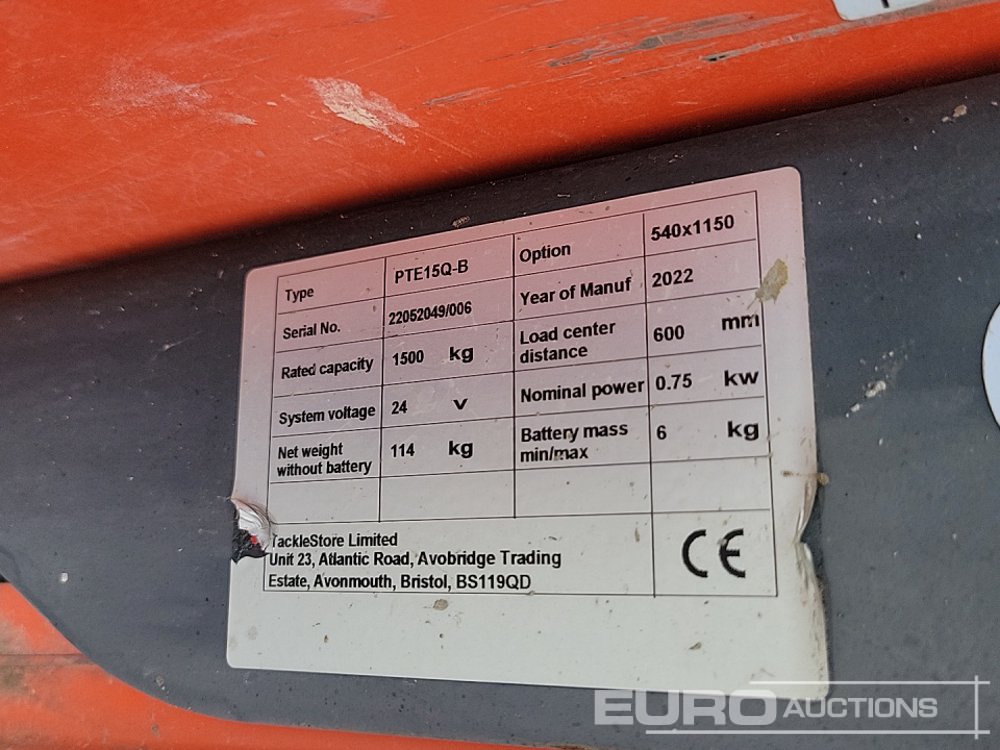 Type PTE15Q-B Option 540x1150
Serial No. 22052049/006 Year of Manuf 2022
Rated capacity 1500 kg Load center distance 600 mm
System voltage 24 V Nominal power 0.75 kw
Net weight without battery 114 kg Battery mass min/max 6 kg
TackleStore Limited
Unit 23, Atlantic Road, Avobridge Trading
Estate, Avonmouth, Bristol, BS119QD
CE
EURO AUCTIONS